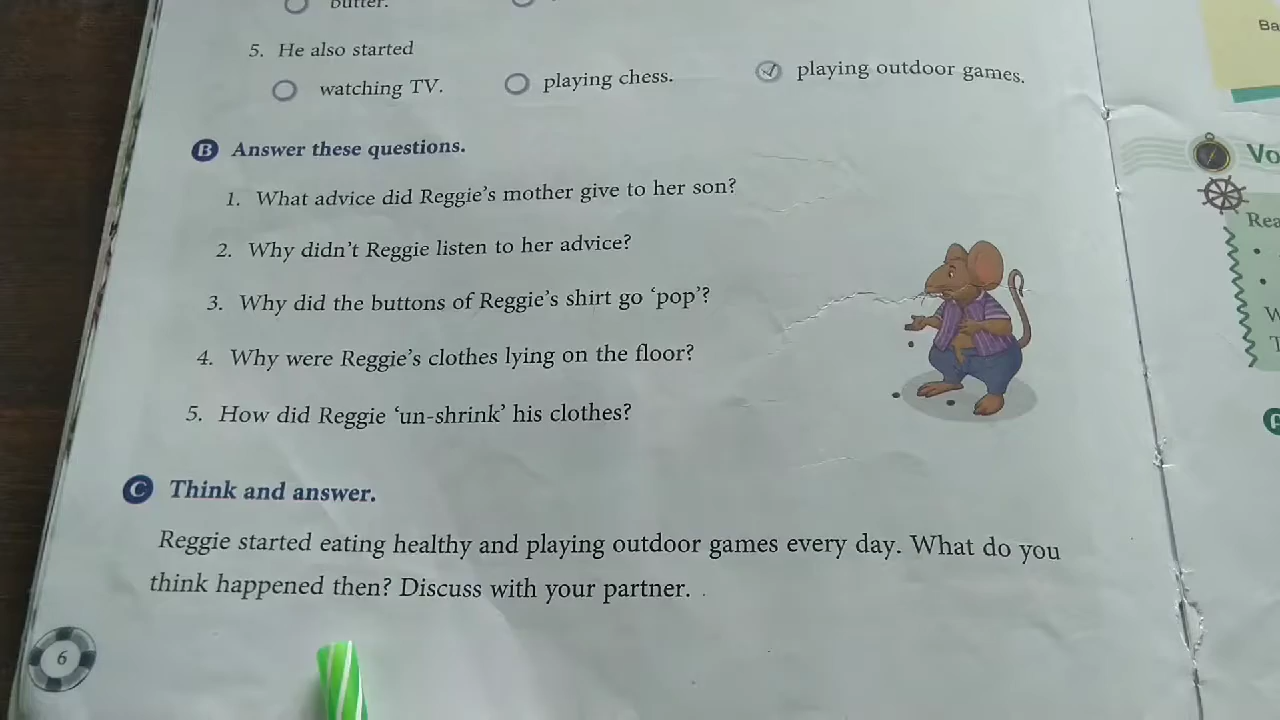 butter.
5. He also started
watching TV. playing chess. playing outdoor games.
B Answer these questions.
1. What advice did Reggie's mother give to her son?
2. Why didn't Reggie listen to her advice?
3. Why did the buttons of Reggie's shirt go 'pop'?
4. Why were Reggie's clothes lying on the floor?
5. How did Reggie 'un-shrink' his clothes?
C Think and answer.
Reggie started eating healthy and playing outdoor games every day. What do you
think happened then? Discuss with your partner.
6